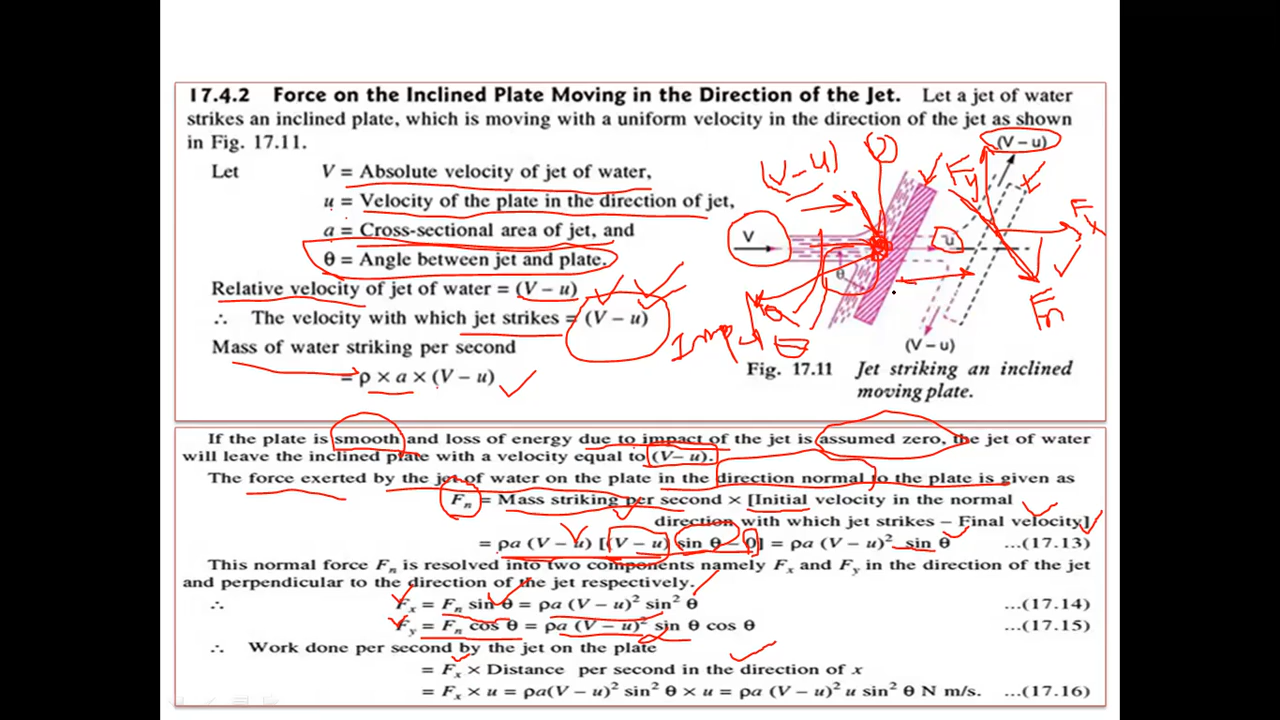 17.4.2 Force on the Inclined Plate Moving in the Direction of the Jet. Let a jet of water
strikes an inclined plate, which is moving with a uniform velocity in the direction of the jet as shown
in Fig. 17.11.
Let V = Absolute velocity of jet of water,
u = Velocity of the plate in the direction of jet,
a = Cross-sectional area of jet, and
θ = Angle between jet and plate.
Relative velocity of jet of water = (V – u)
∴ The velocity with which jet strikes = (V – u)
Mass of water striking per second
= ρ × a × (V – u)
(V – u)
(V-u)
Fy
V
u
Fx
θ
Fn
θ
(V – u)
Fig. 17.11 Jet striking an inclined
moving plate.
If the plate is smooth and loss of energy due to impact of the jet is assumed zero, the jet of water
will leave the inclined plate with a velocity equal to (V – u).
The force exerted by the jet of water on the plate in the direction normal to the plate is given as
Fn = Mass striking per second × [Initial velocity in the normal
direction with which jet strikes – Final velocity]
= ρa (V – u) [(V – u) sin θ – 0] = ρa (V – u)² sin θ ...(17.13)
This normal force Fn is resolved into two components namely Fx and Fy in the direction of the jet
and perpendicular to the direction of the jet respectively.
∴ Fx = Fn sin θ = ρa (V – u)² sin² θ ...(17.14)
Fy = Fn cos θ = ρa (V – u)² sin θ cos θ ...(17.15)
∴ Work done per second by the jet on the plate
= Fx × Distance per second in the direction of x
= Fx × u = ρa(V – u)² sin² θ × u = ρa (V – u)² u sin² θ N m/s. ...(17.16)